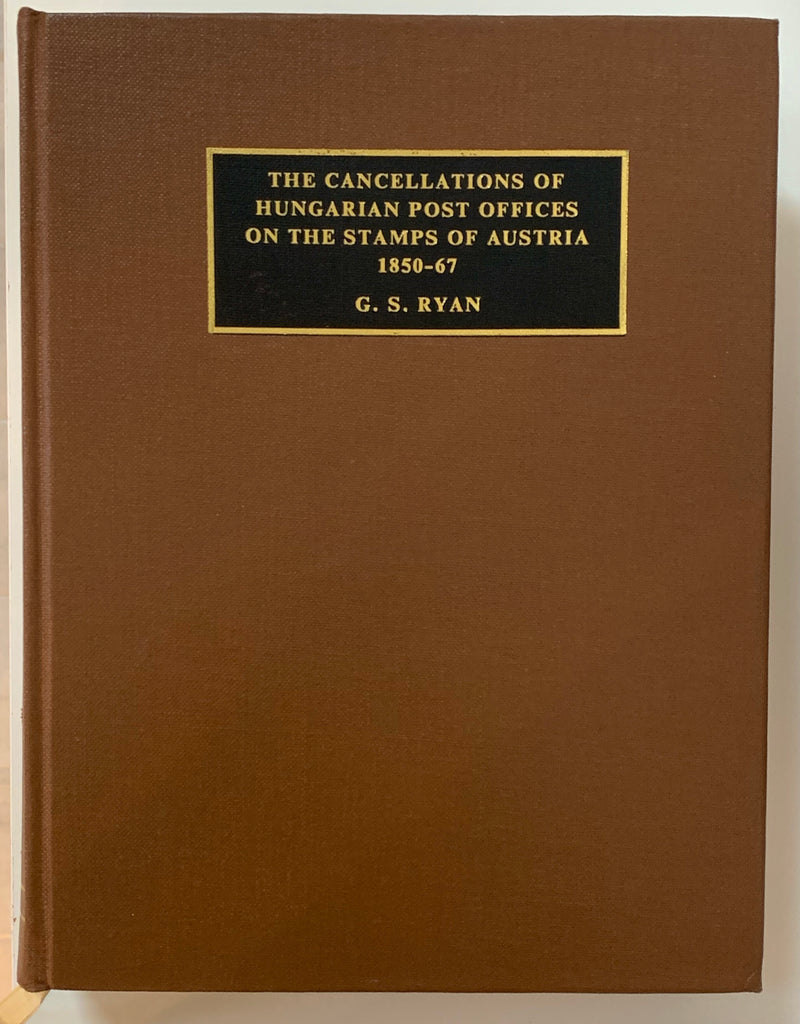 THE CANCELLATIONS OF
HUNGARIAN POST OFFICES
ON THE STAMPS OF AUSTRIA
1850-67
G. S. RYAN